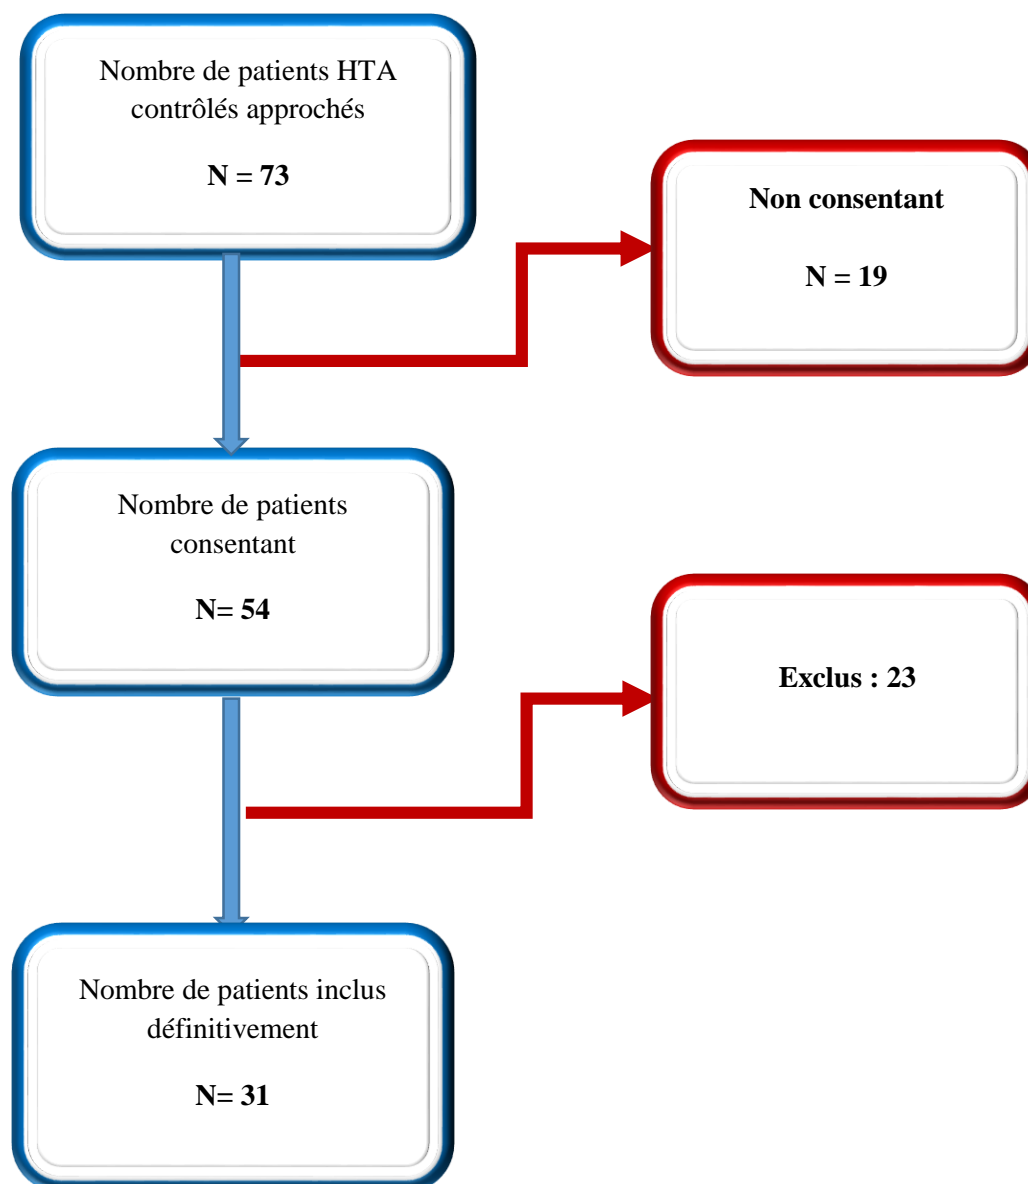 Nombre de patients HTA
contrôlés approchés
N = 73
Non consentant
N = 19
Nombre de patients
consentant
N= 54
Exclus : 23
Nombre de patients inclus
définitivement
N= 31